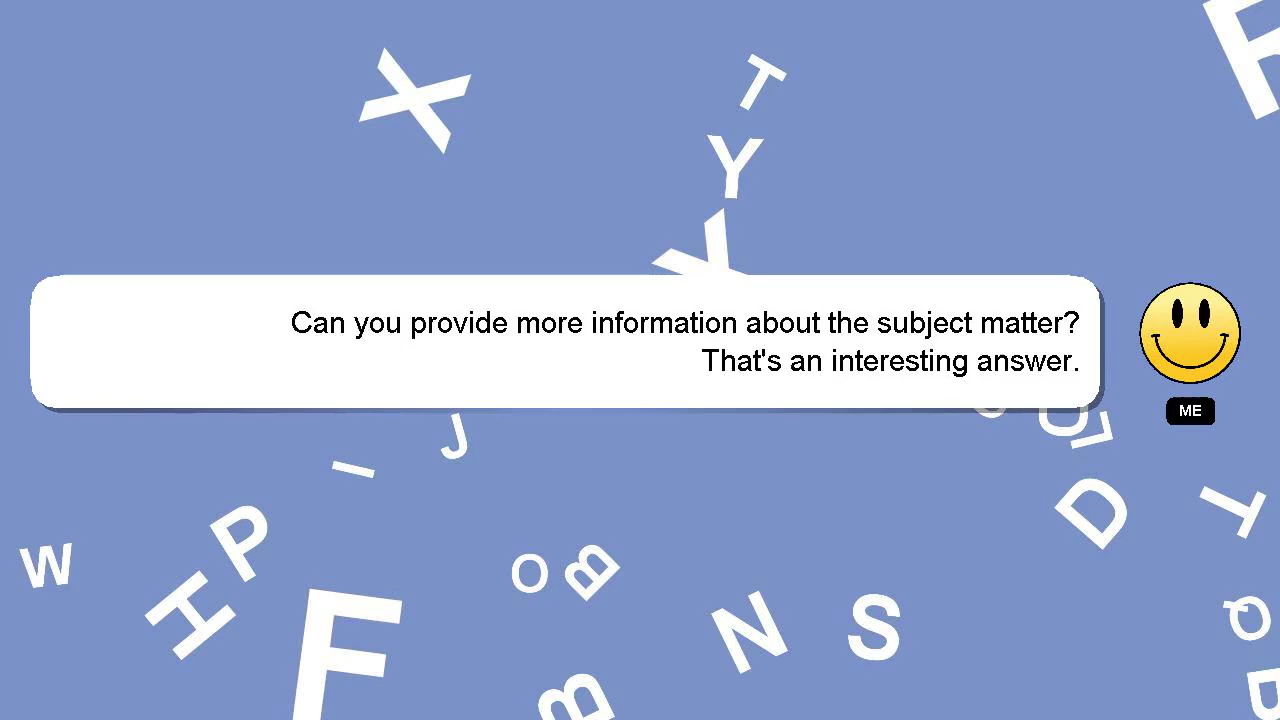 X
T
Y
Y
F
Can you provide more information about the subject matter?
That's an interesting answer.
ME
J
I
L
D
T
P
W
H
O
B
F
N
S
Q
B